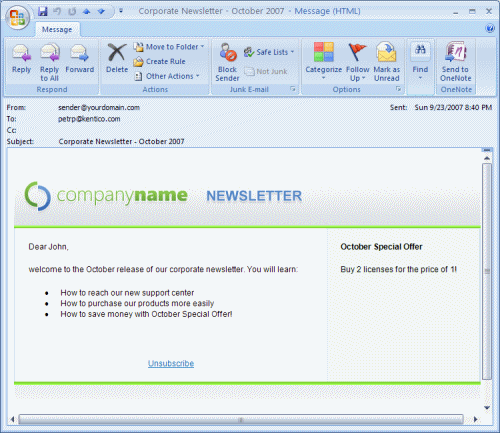 Corporate Newsletter - October 2007 - Message (HTML)
Message
Reply
Reply to All
Forward
Respond
Delete
Move to Folder
Create Rule
Other Actions
Actions
Block Sender
Safe Lists
Not Junk
Junk E-mail
Categorize
Follow Up
Mark as Unread
Options
Find
Send to OneNote
OneNote
From: sender@yourdomain.com
Sent: Sun 9/23/2007 8:40 PM
To: petrp@kentico.com
Cc:
Subject: Corporate Newsletter - October 2007
companyname NEWSLETTER
Dear John,
welcome to the October release of our corporate newsletter. You will learn:
• How to reach our new support center
• How to purchase our products more easily
• How to save money with October Special Offer!
Unsubscribe
October Special Offer
Buy 2 licenses for the price of 1!